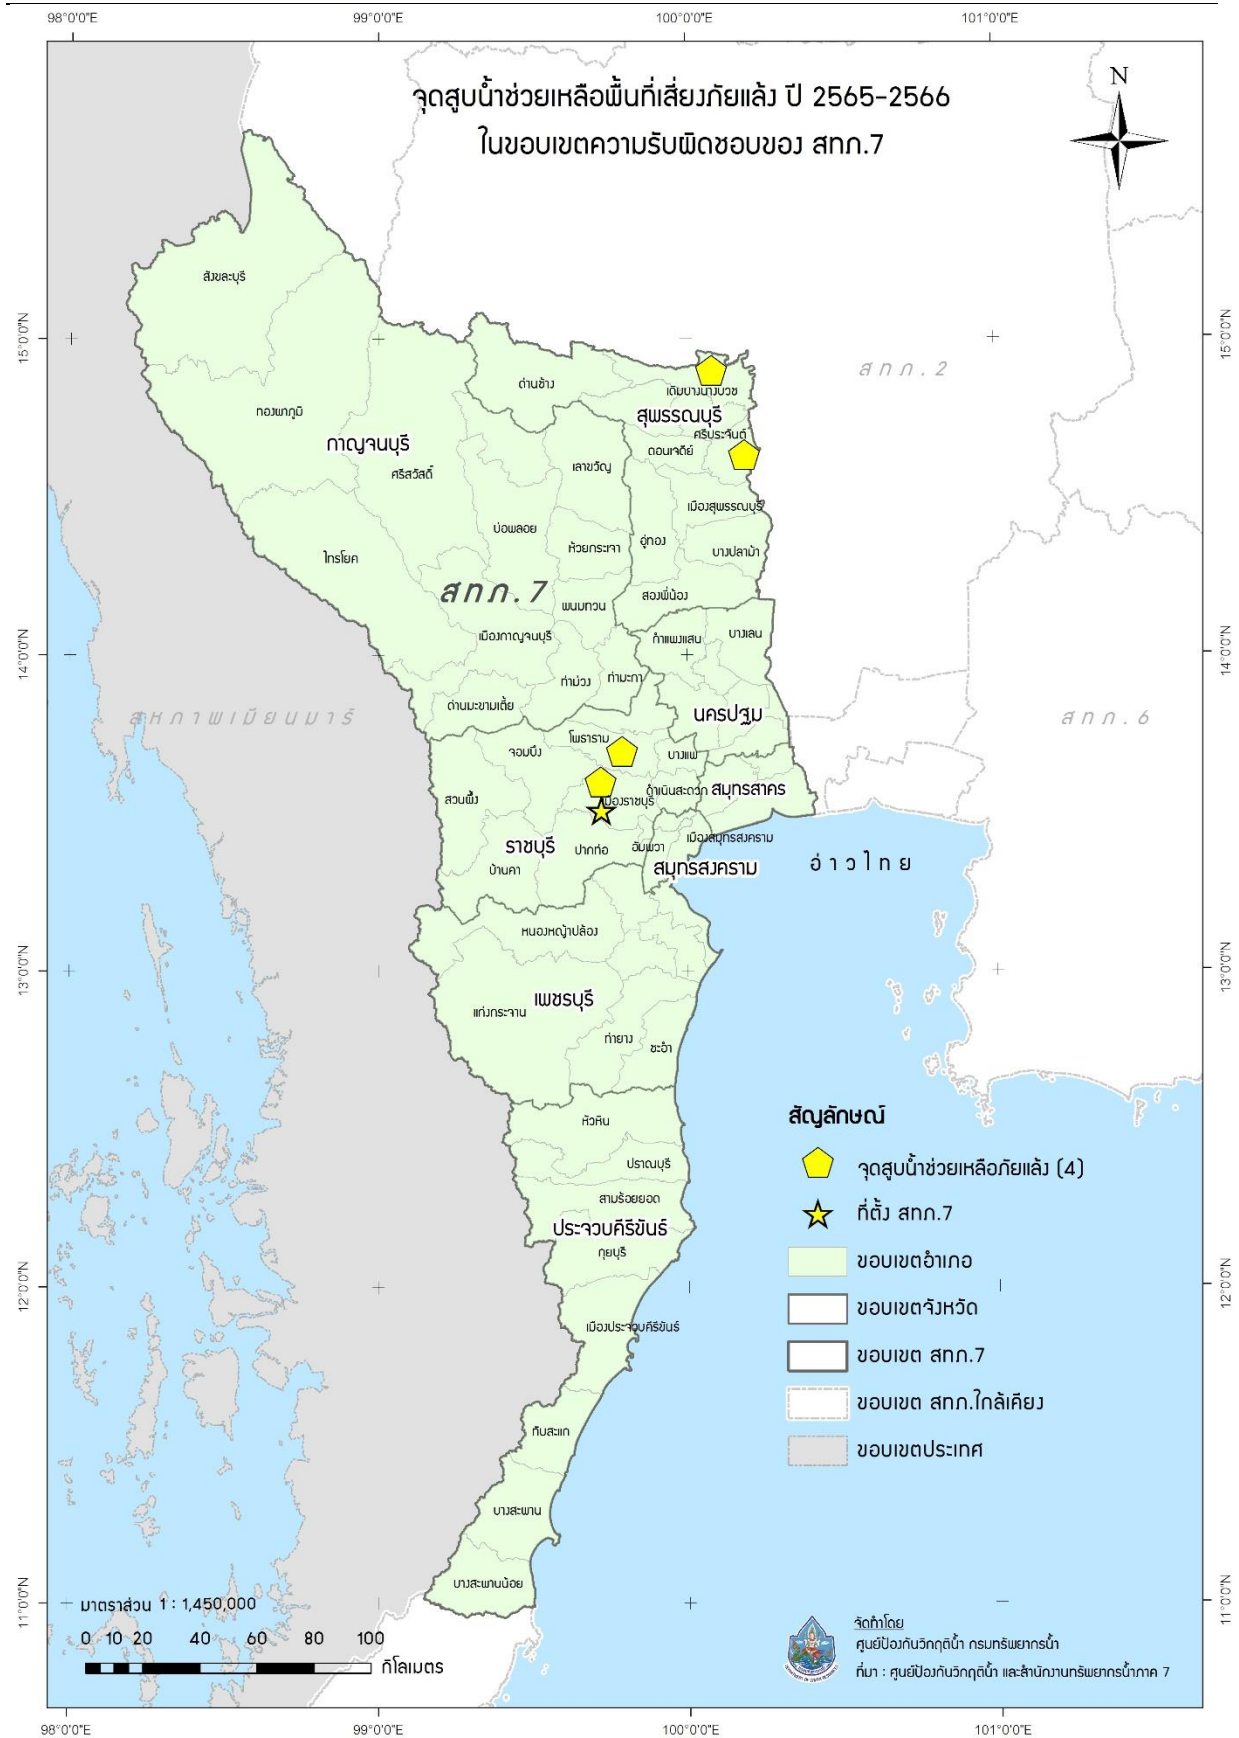 98°0'0"E 99°0'0"E 100°0'0"E 101°0'0"E
จุดสูบน้ำช่วยเหลือพื้นที่เสี่ยงภัยแล้ง ปี 2565-2566
ในขอบเขตความรับผิดชอบของ สทภ.7
N
สังขละบุรี
15°0'0"N 15°0'0"N
สทภ.2
ด่านช้าง
เดิมบางนางบวช
ทองผาภูมิ
สุพรรณบุรี
กาญจนบุรี
ศรีประจันต์
ดอนเจดีย์
ศรีสวัสดิ์
เลาขวัญ
เมืองสุพรรณบุรี
บ่อพลอย
อู่ทอง
ห้วยกระเจา
บางปลาม้า
ไทรโยค
สทภ.7
สองพี่น้อง
พนมทวน
เมืองกาญจนบุรี
กำแพงแสน
บางเลน
14°0'0"N 14°0'0"N
ท่าม่วง
ท่ามะกา
ด่านมะขามเตี้ย
นครปฐม
สหภาพเมียนมาร์
สทภ.6
โพธาราม
จอมบึง
บางแพ
สวนผึ้ง
ดำเนินสะดวก
สมุทรสาคร
เมืองราชบุรี
เมืองสมุทรสงคราม
ราชบุรี
ปากท่อ
อัมพวา
สมุทรสงคราม
บ้านคา
อ่าวไทย
หนองหญ้าปล้อง
13°0'0"N 13°0'0"N
เพชรบุรี
แก่งกระจาน
ท่ายาง
ชะอำ
หัวหิน
ปราณบุรี
สามร้อยยอด
ประจวบคีรีขันธ์
กุยบุรี
12°0'0"N 12°0'0"N
เมืองประจวบคีรีขันธ์
ทับสะแก
บางสะพาน
บางสะพานน้อย
11°0'0"N 11°0'0"N
สัญลักษณ์
จุดสูบน้ำช่วยเหลือภัยแล้ง (4)
ที่ตั้ง สทภ.7
ขอบเขตอำเภอ
ขอบเขตจังหวัด
ขอบเขต สทภ.7
ขอบเขต สทภ.ใกล้เคียง
ขอบเขตประเทศ
มาตราส่วน 1 : 1,450,000
0 10 20 40 60 80 100
กิโลเมตร
จัดทำโดย
ศูนย์ป้องกันวิกฤติน้ำ กรมทรัพยากรน้ำ
ที่มา : ศูนย์ป้องกันวิกฤติน้ำ และสำนักงานทรัพยากรน้ำภาค 7
98°0'0"E 99°0'0"E 100°0'0"E 101°0'0"E